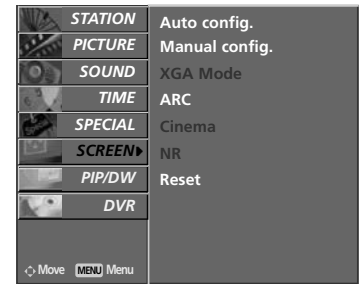 STATION
PICTURE
SOUND
TIME
SPECIAL
SCREEN
PIP/DW
DVR
Move MENU Menu
Auto config.
Manual config.
XGA Mode
ARC
Cinema
NR
Reset